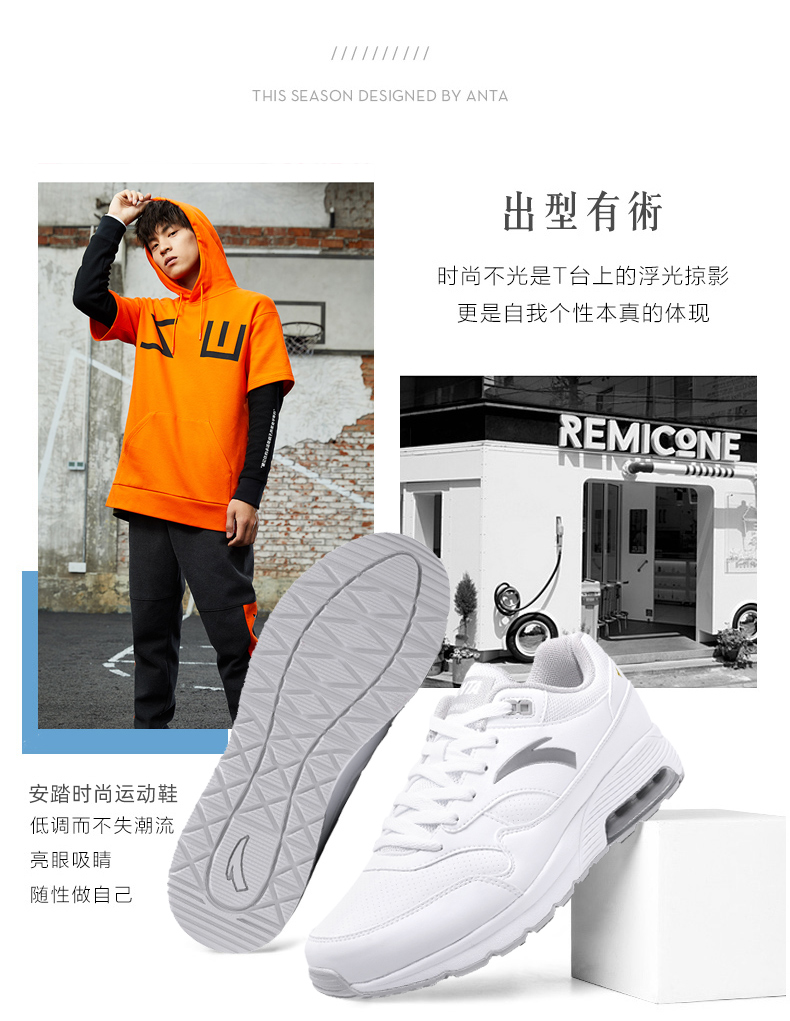 //////////
THIS SEASON DESIGNED BY ANTA
出型有術
时尚不光是T台上的浮光掠影
更是自我个性本真的体现
REMICONE
安踏时尚运动鞋
低调而不失潮流
亮眼吸睛
随性做自己